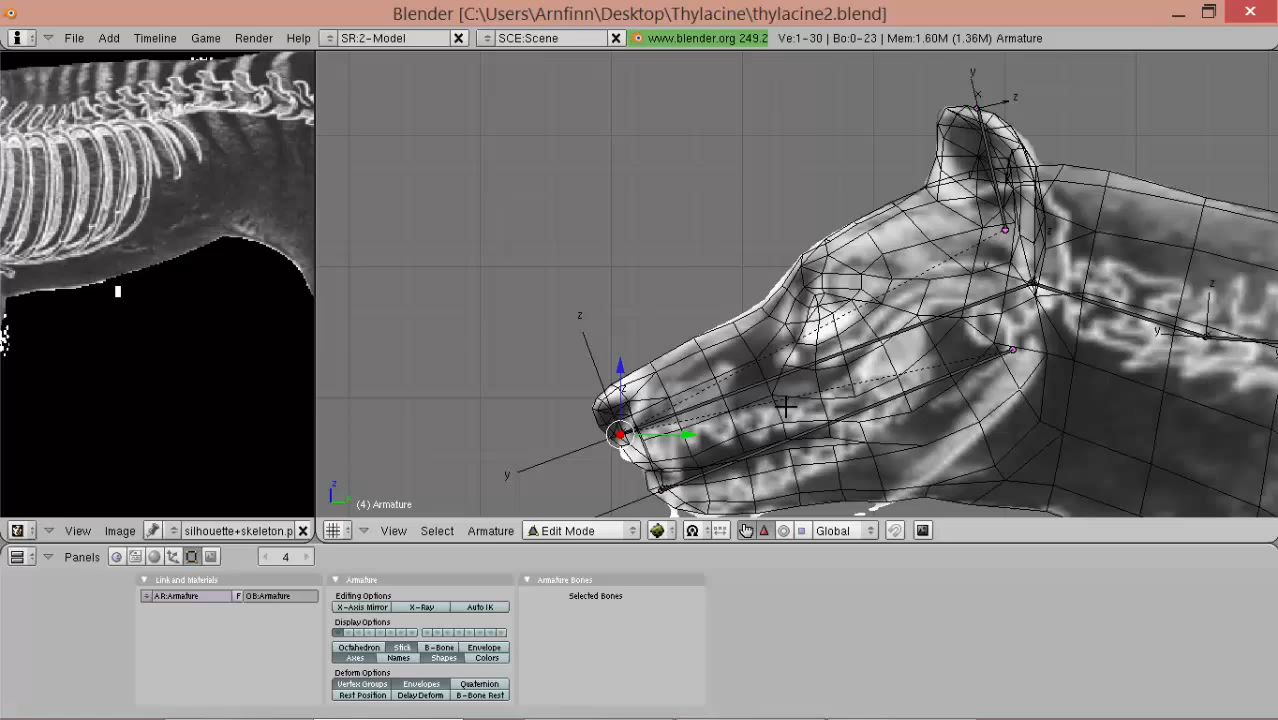 Blender [C:\Users\Arnfinn\Desktop\Thylacine\thylacine2.blend]
File Add Timeline Game Render Help SR:2-Model SCE:Scene www.blender.org 249.2 Ve:1-30 | Bo:0-23 | Mem:1.60M (1.36M) Armature
y
x
z
z
z
y
z
z
y
y
z
(4) Armature
View Image silhouette+skeleton.p View Select Armature Edit Mode Global
Panels 4
Link and Materials Armature Armature Bones
AR:Armature F OB:Armature Editing Options Selected Bones
X-Axis Mirror X-Ray Auto IK
Display Options
Octahedron Stick B-Bone Envelope
Axes Names Shapes Colors
Deform Options
Vertex Groups Envelopes Quaternion
Rest Position Delay Deform B-Bone Rest